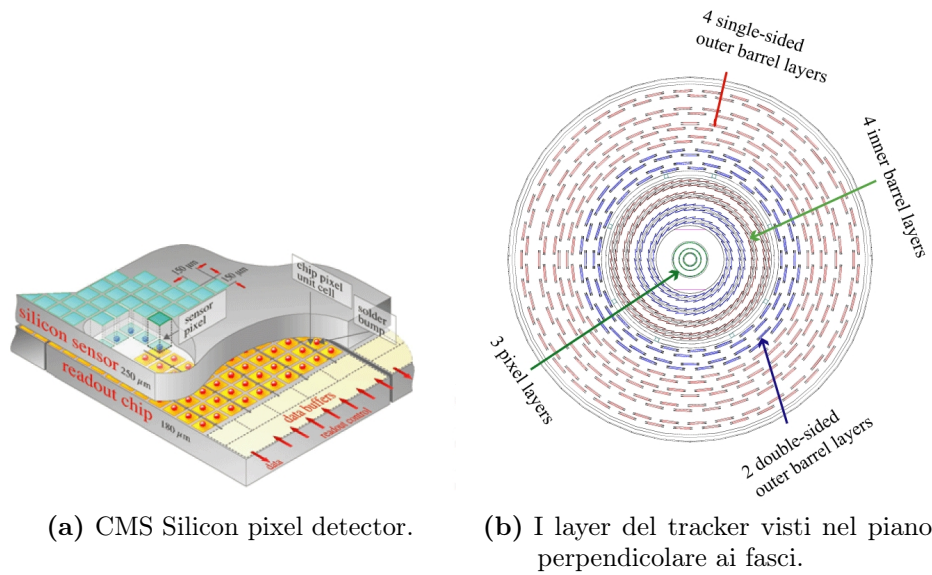 150 μm
150 μm
sensor
pixel
chip pixel
unit cell
solder
bump
silicon sensor
250 μm
readout chip
180 μm
data buffers
readout control
data
4 single-sided
outer barrel layers
4 inner barrel layers
3 pixel layers
2 double-sided
outer barrel layers
(a) CMS Silicon pixel detector.
(b) I layer del tracker visti nel piano
perpendicolare ai fasci.